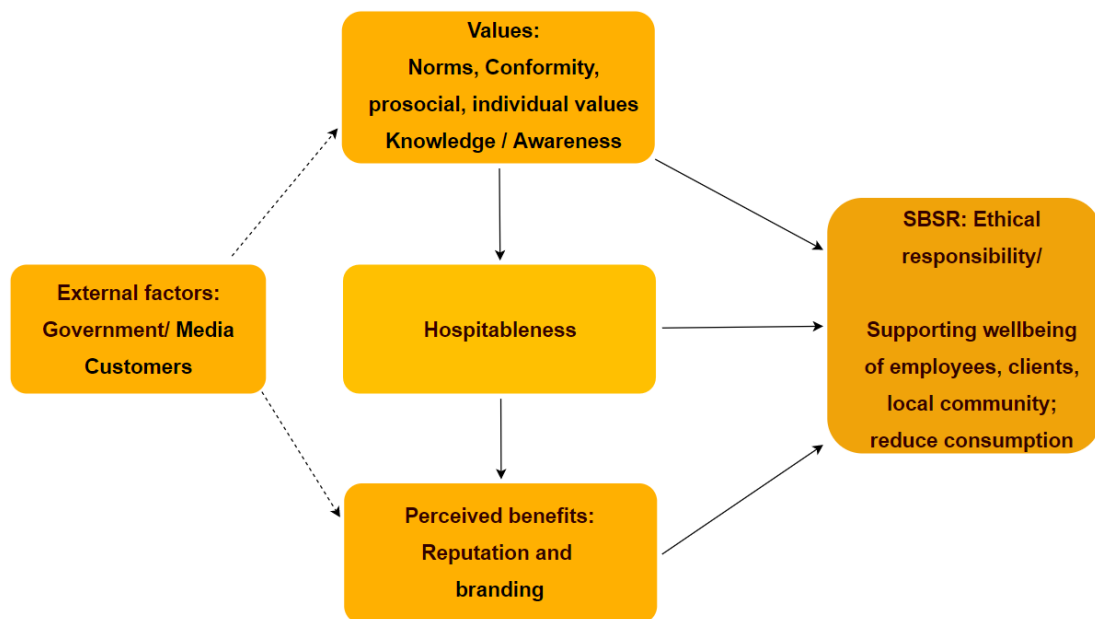 Values:
Norms, Conformity,
prosocial, individual values
Knowledge / Awareness
External factors:
Government/ Media
Customers
Hospitableness
Perceived benefits:
Reputation and
branding
SBSR: Ethical
responsibility/
Supporting wellbeing
of employees, clients,
local community;
reduce consumption